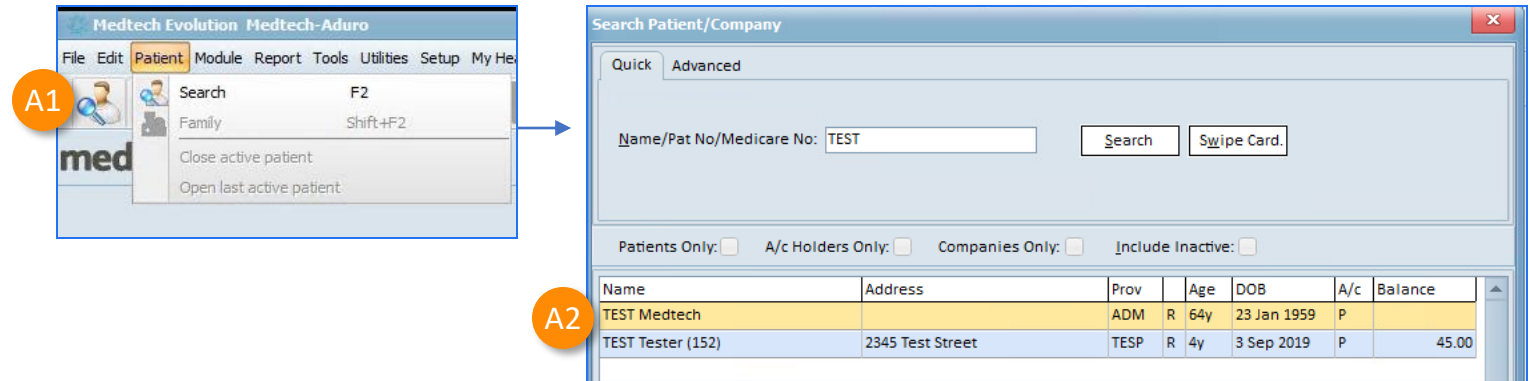 Medtech Evolution Medtech-Aduro
File Edit Patient Module Report Tools Utilities Setup My Hea
A1
Search F2
Family Shift+F2
Close active patient
Open last active patient
med
Search Patient/Company
Quick Advanced
Name/Pat No/Medicare No: TEST Search Swipe Card.
Patients Only: A/c Holders Only: Companies Only: Include Inactive:
Name Address Prov Age DOB A/c Balance
A2
TEST Medtech ADM R 64y 23 Jan 1959 P
TEST Tester (152) 2345 Test Street TESP R 4y 3 Sep 2019 P 45.00